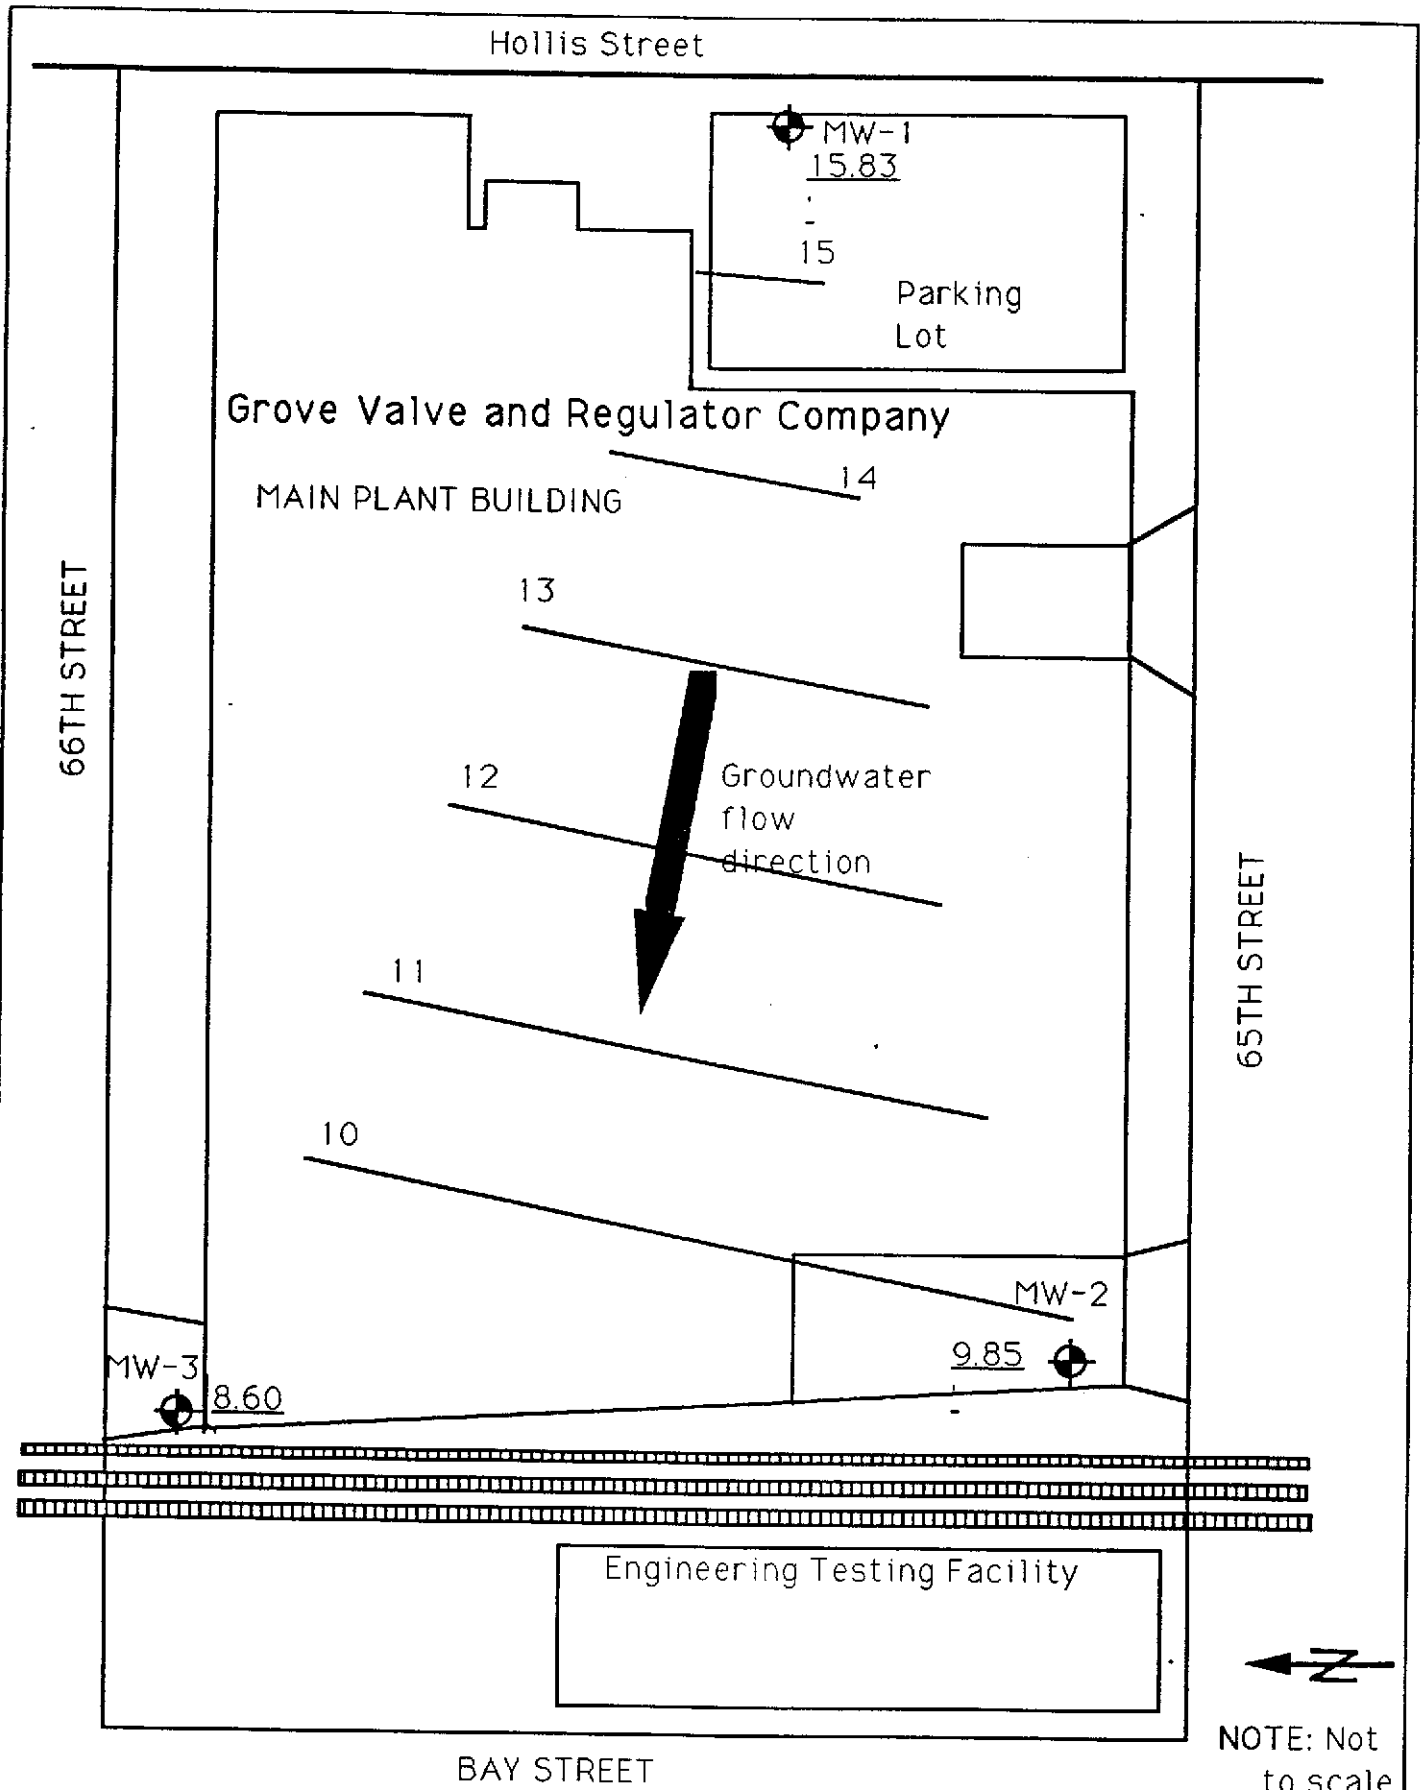 Hollis Street
MW-1
15.83
15
Parking
Lot
Grove Valve and Regulator Company
14
MAIN PLANT BUILDING
13
66TH STREET
12
Groundwater
flow
direction
65TH STREET
11
10
MW-2
9.85
MW-3
8.60
Engineering Testing Facility
N
NOTE: Not
to scale
BAY STREET